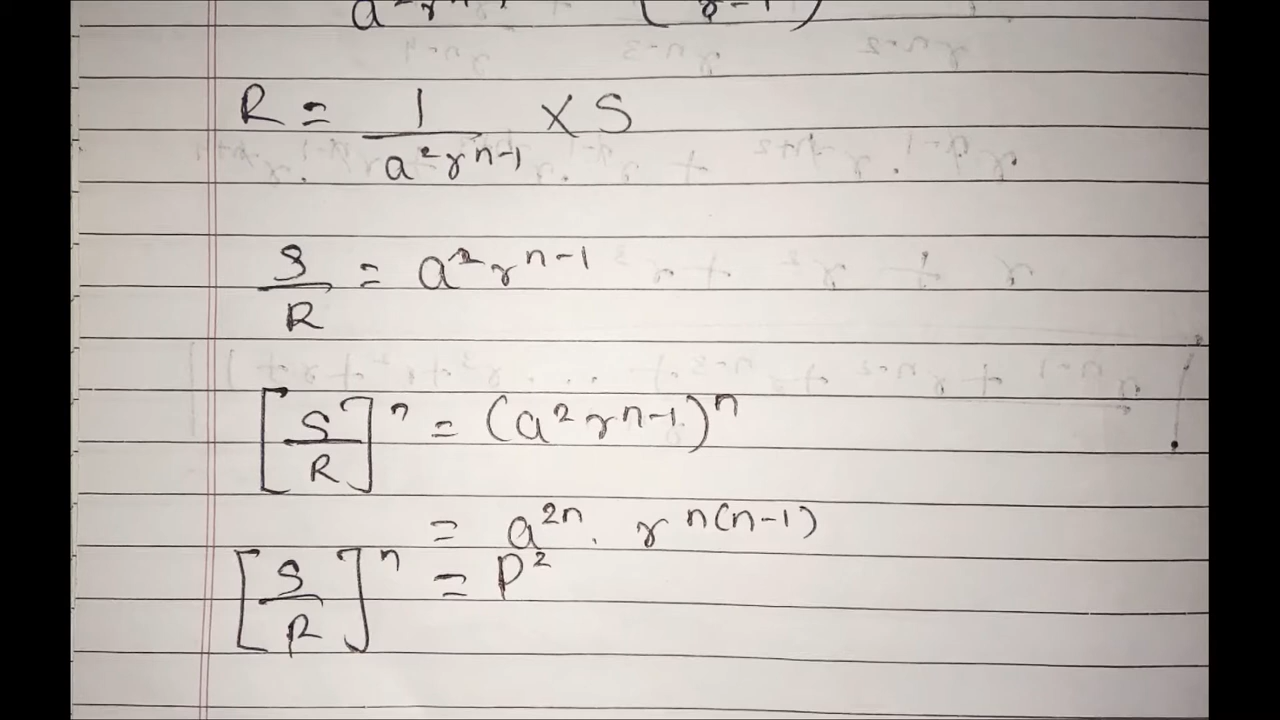 R = 1/(a²r^(n-1)) × S
S/R = a²r^(n-1)
[S/R]^n = (a²r^(n-1))^n
= a^(2n) . r^(n(n-1))
[S/R]^n = P²